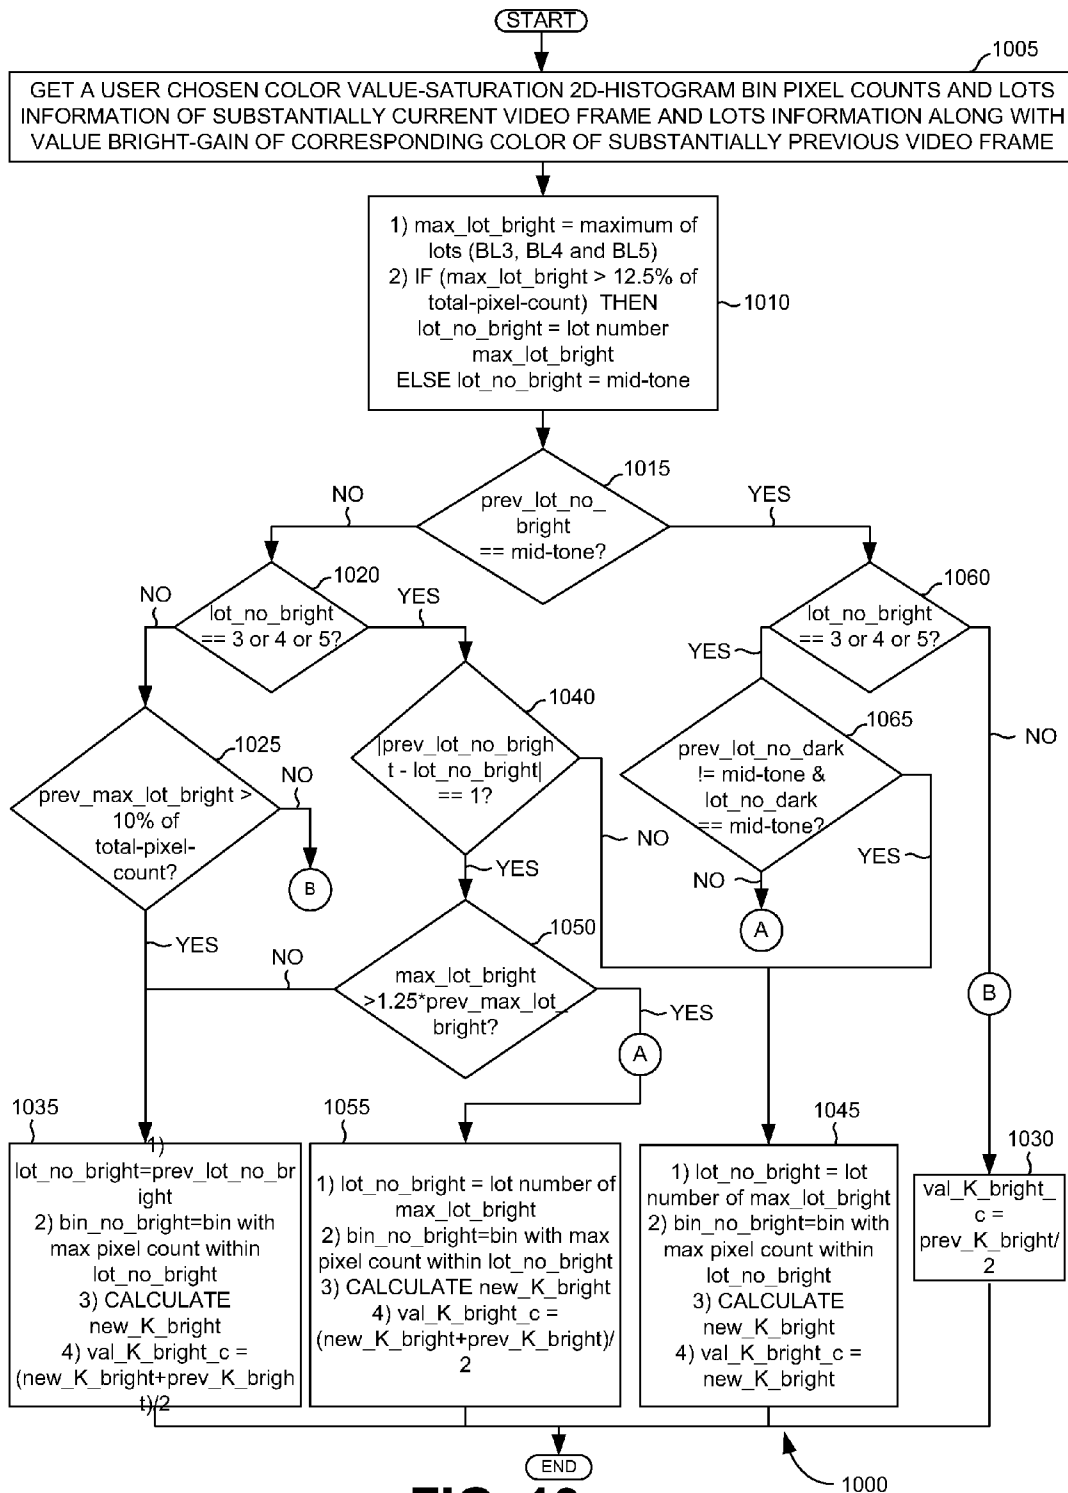 START
1005
GET A USER CHOSEN COLOR VALUE-SATURATION 2D-HISTOGRAM BIN PIXEL COUNTS AND LOTS
INFORMATION OF SUBSTANTIALLY CURRENT VIDEO FRAME AND LOTS INFORMATION ALONG WITH
VALUE BRIGHT-GAIN OF CORRESPONDING COLOR OF SUBSTANTIALLY PREVIOUS VIDEO FRAME
1) max_lot_bright = maximum of
lots (BL3, BL4 and BL5)
2) IF (max_lot_bright > 12.5% of
total-pixel-count) THEN
lot_no_bright = lot number
max_lot_bright
ELSE lot_no_bright = mid-tone
1010
1015
prev_lot_no_
bright
== mid-tone?
NO
YES
1020
lot_no_bright
== 3 or 4 or 5?
NO
YES
1060
lot_no_bright
== 3 or 4 or 5?
YES
NO
1025
prev_max_lot_bright >
10% of
total-pixel-
count?
NO
B
YES
1040
|prev_lot_no_brigh
t - lot_no_bright|
== 1?
NO
YES
1065
prev_lot_no_dark
!= mid-tone &
lot_no_dark
== mid-tone?
YES
NO
A
1050
max_lot_bright
>1.25*prev_max_lot_
bright?
NO
YES
A
B
1035
1)
lot_no_bright=prev_lot_no_br
ight
2) bin_no_bright=bin with
max pixel count within
lot_no_bright
3) CALCULATE
new_K_bright
4) val_K_bright_c =
(new_K_bright+prev_K_brigh
t)/2
1055
1) lot_no_bright = lot number of
max_lot_bright
2) bin_no_bright=bin with max
pixel count within lot_no_bright
3) CALCULATE new_K_bright
4) val_K_bright_c =
(new_K_bright+prev_K_bright)/
2
1045
1) lot_no_bright = lot
number of max_lot_bright
2) bin_no_bright=bin with
max pixel count within
lot_no_bright
3) CALCULATE
new_K_bright
4) val_K_bright_c =
new_K_bright
1030
val_K_bright_
c =
prev_K_bright/
2
END
1000